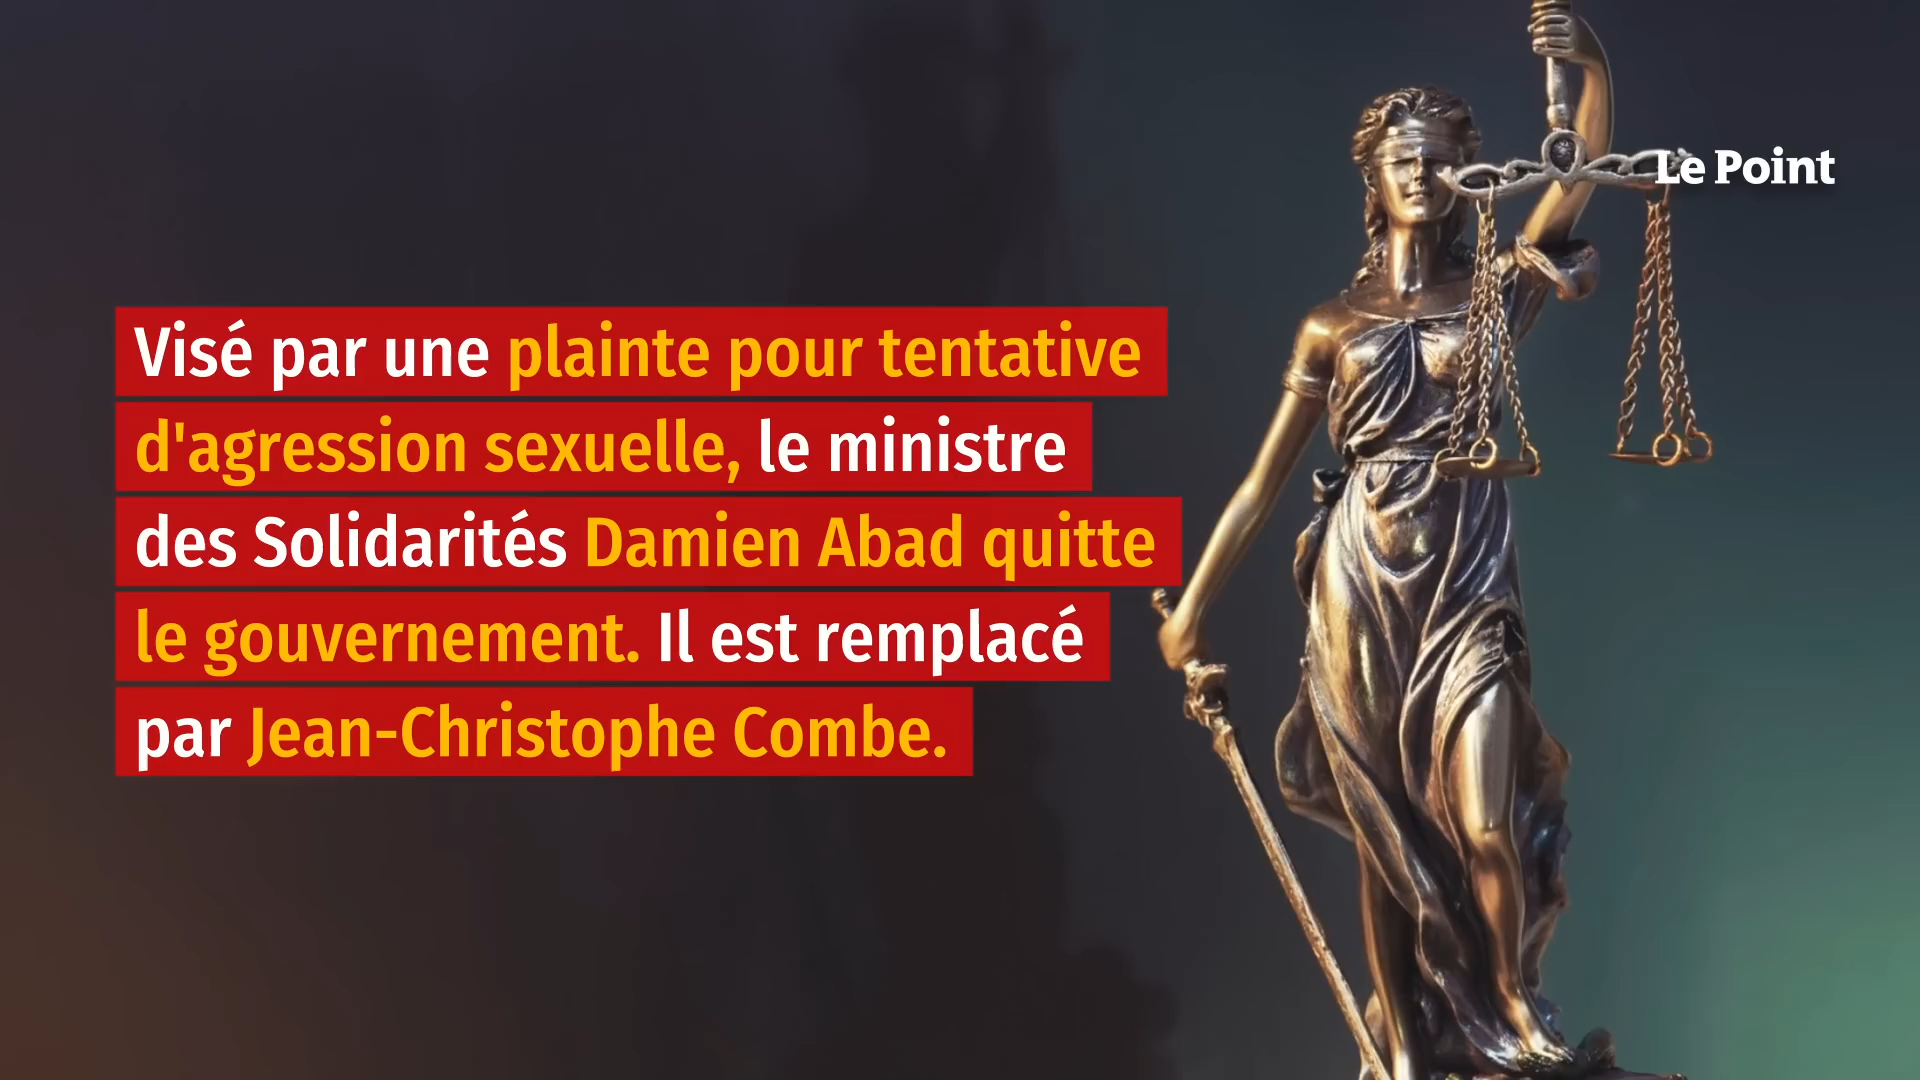 Le Point
Visé par une plainte pour tentative
d'agression sexuelle, le ministre
des Solidarités Damien Abad quitte
le gouvernement. Il est remplacé
par Jean-Christophe Combe.